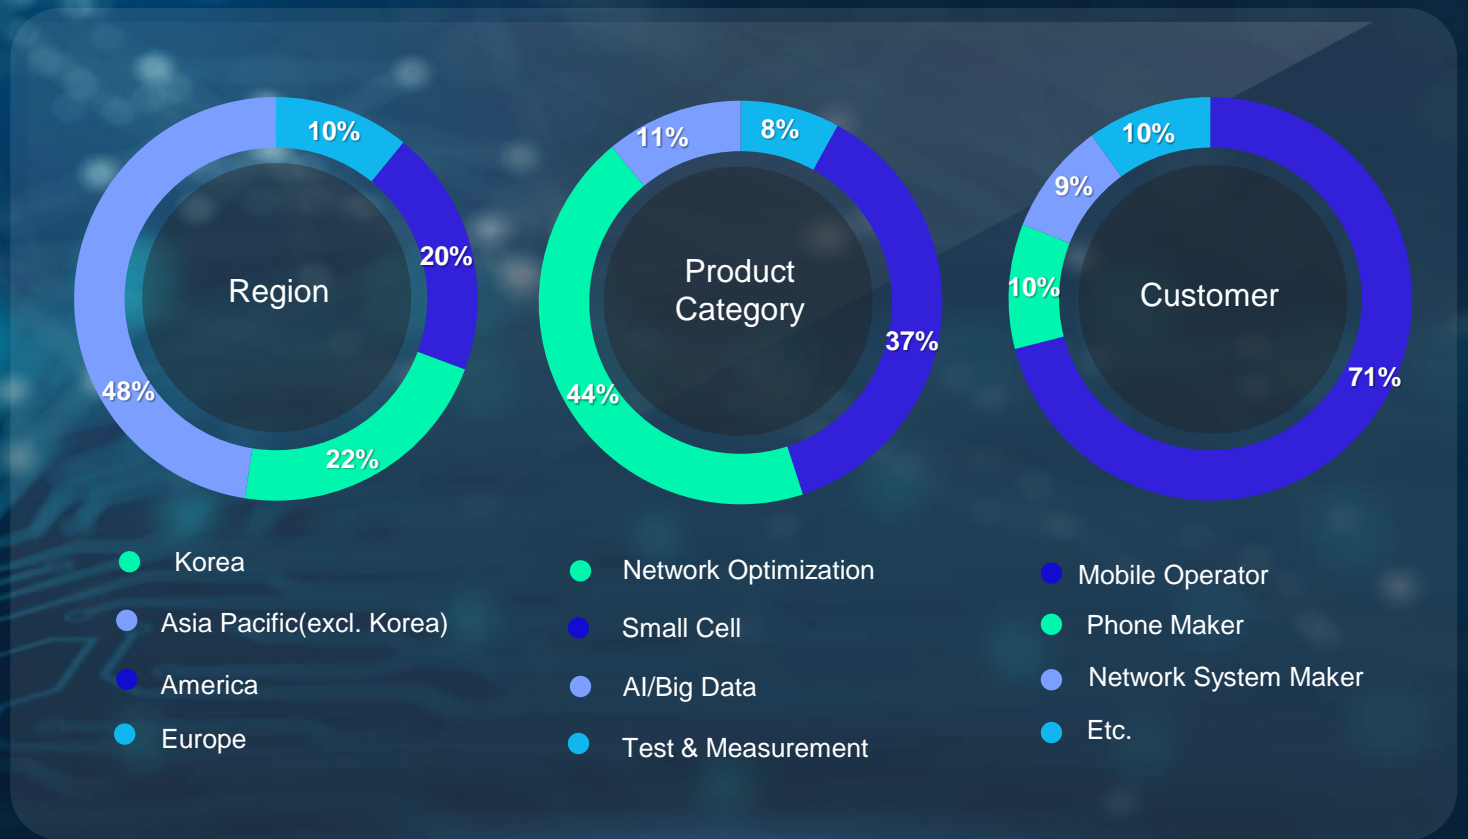 10%
20%
22%
48%
Region
8%
37%
44%
11%
Product
Category
71%
10%
9%
10%
Customer
Korea
Asia Pacific(excl. Korea)
America
Europe
Network Optimization
Small Cell
AI/Big Data
Test & Measurement
Mobile Operator
Phone Maker
Network System Maker
Etc.